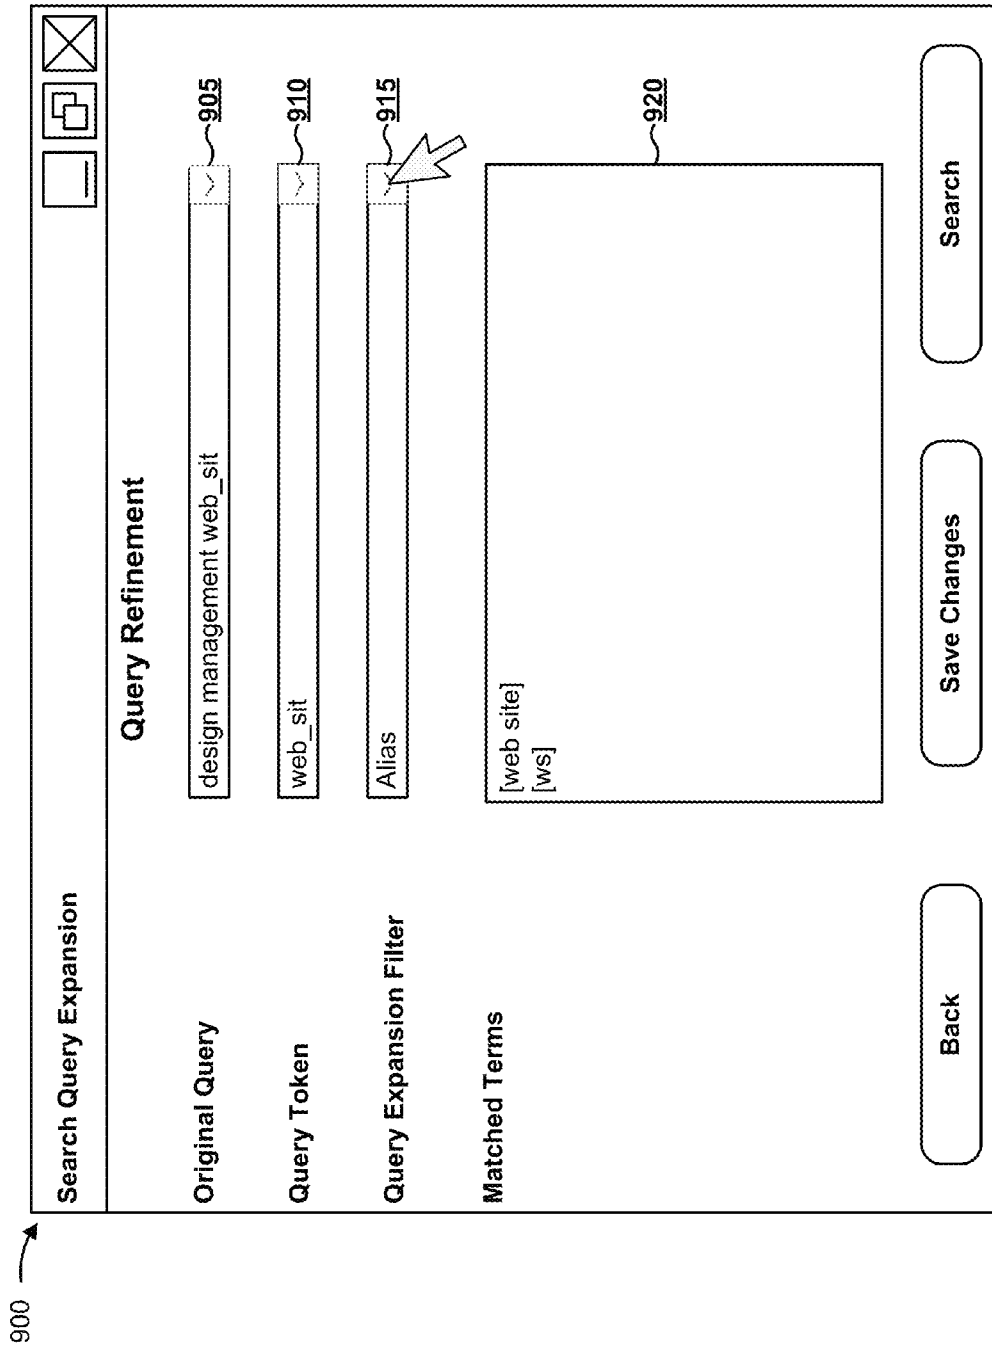 900
Search Query Expansion
Query Refinement
Original Query
design management web_sit
905
Query Token
web_sit
910
Query Expansion Filter
Alias
915
Matched Terms
[web site]
[ws]
920
Back
Save Changes
Search